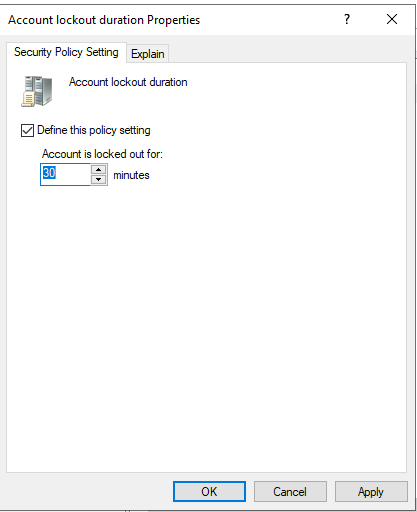 Account lockout duration Properties
Security Policy Setting
Explain
Account lockout duration
Define this policy setting
Account is locked out for:
30 minutes
OK Cancel Apply